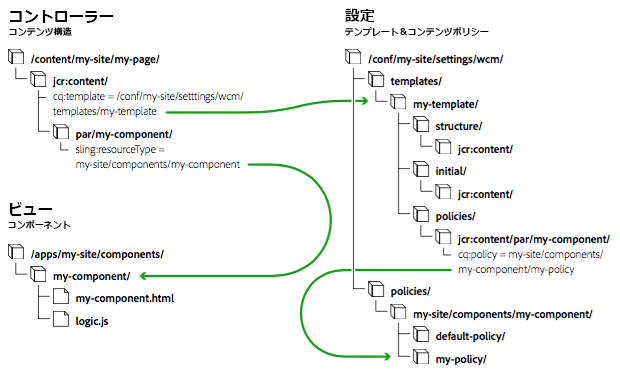 コントローラー
コンテンツ構造
/content/my-site/my-page/
jcr:content/
cq:template = /conf/my-site/setttings/wcm/
templates/my-template
par/my-component/
sling:resourceType =
my-site/components/my-component
ビュー
コンポーネント
/apps/my-site/components/
my-component/
my-component.html
logic.js
設定
テンプレート＆コンテンツポリシー
/conf/my-site/settings/wcm/
templates/
my-template/
structure/
jcr:content/
initial/
jcr:content/
policies/
jcr:content/par/my-component/
cq:policy = my-site/components/
my-component/my-policy
policies/
my-site/components/my-component/
default-policy/
my-policy/